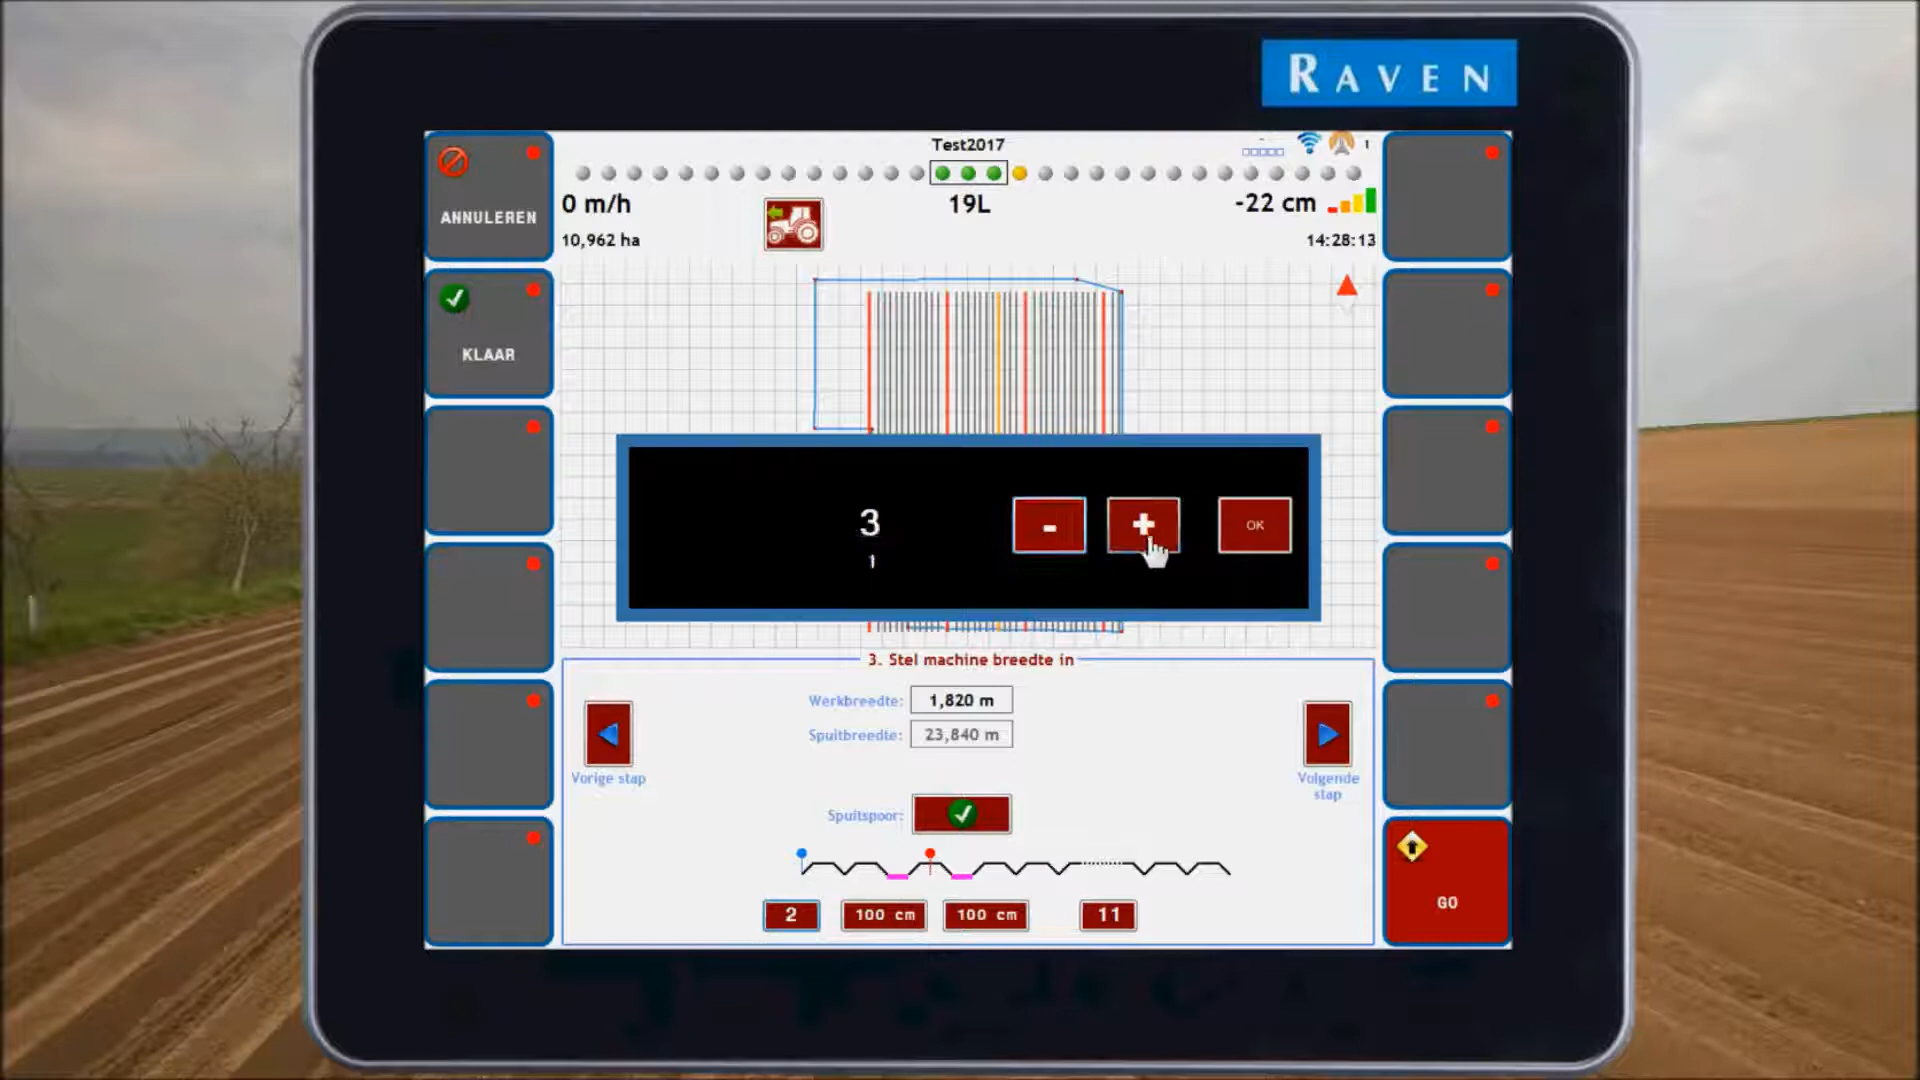 RAVEN
ANNULEREN
KLAAR
Test2017
1
0 m/h
19L
-22 cm
10,962 ha
14:28:13
3
- + OK
1
3. Stel machine breedte in
Werkbreedte: 1,820 m
Spuitbreedte: 23,840 m
Vorige stap
Volgende
stap
Spuitspoor:
2 100 cm 100 cm 11
GO